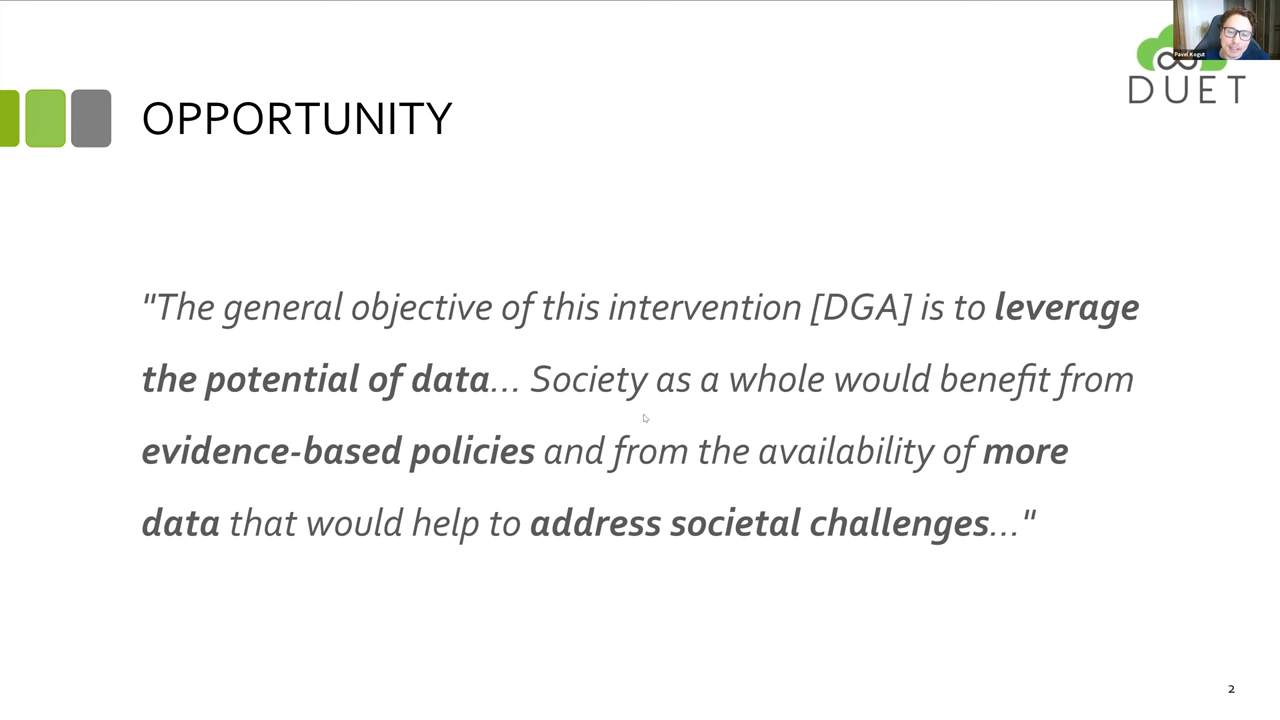 Pavel Kogut
DUET
OPPORTUNITY
"The general objective of this intervention [DGA] is to leverage
the potential of data... Society as a whole would benefit from
evidence-based policies and from the availability of more
data that would help to address societal challenges..."
2